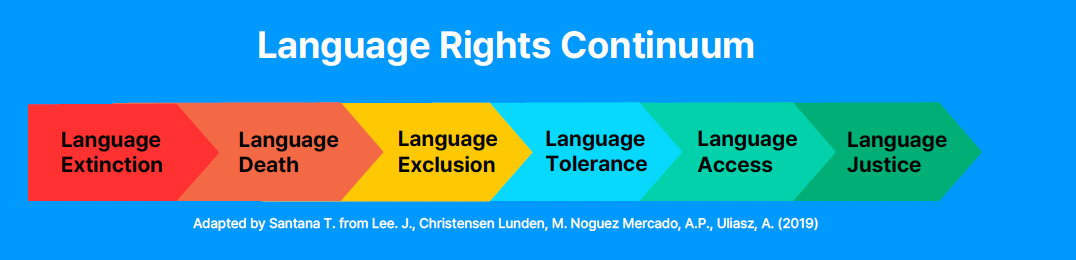 Language Rights Continuum
Language
Extinction
Language
Death
Language
Exclusion
Language
Tolerance
Language
Access
Language
Justice
Adapted by Santana T. from Lee. J., Christensen Lunden, M. Noguez Mercado, A.P., Uliasz, A. (2019)